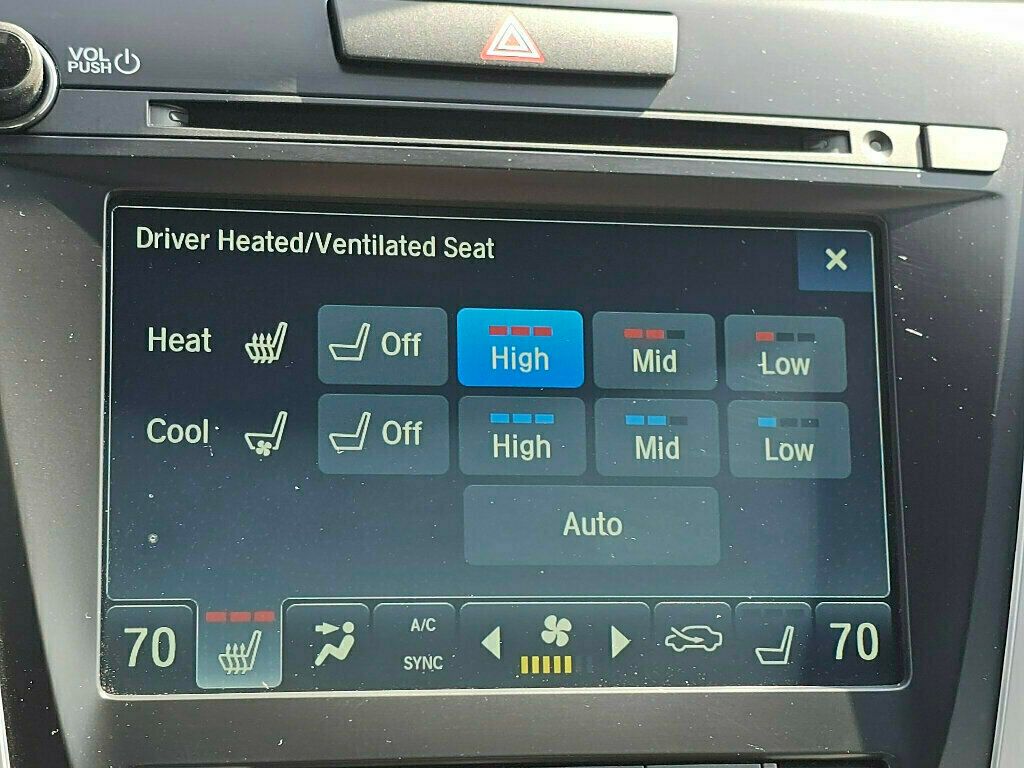 VOL
PUSH
Driver Heated/Ventilated Seat
Heat Off High Mid Low
Cool Off High Mid Low
Auto
70 A/C 70
SYNC